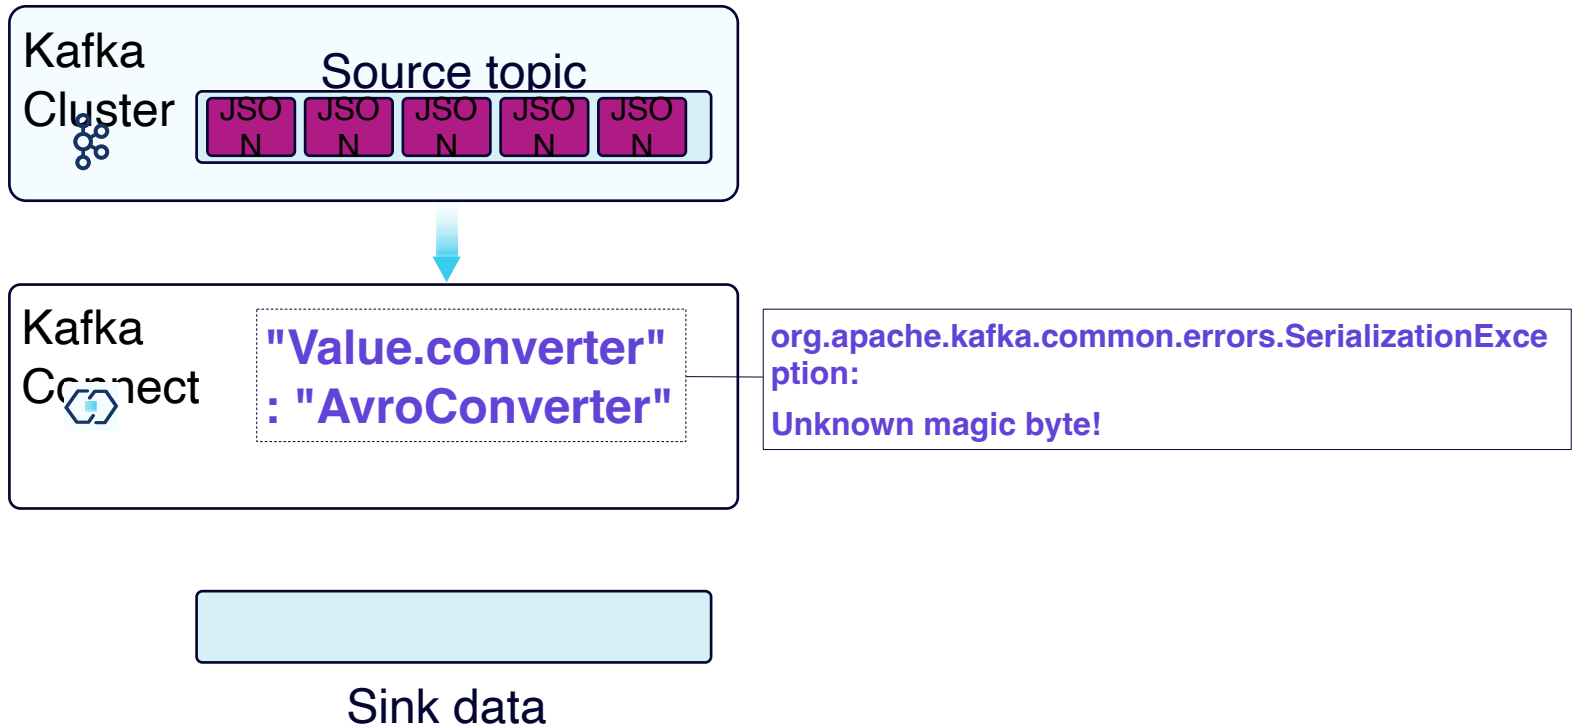 Kafka
Cluster
Source topic
JSO
N
JSO
N
JSO
N
JSO
N
JSO
N
Kafka
Connect
"Value.converter"
: "AvroConverter"
org.apache.kafka.common.errors.SerializationExce
ption:
Unknown magic byte!
Sink data